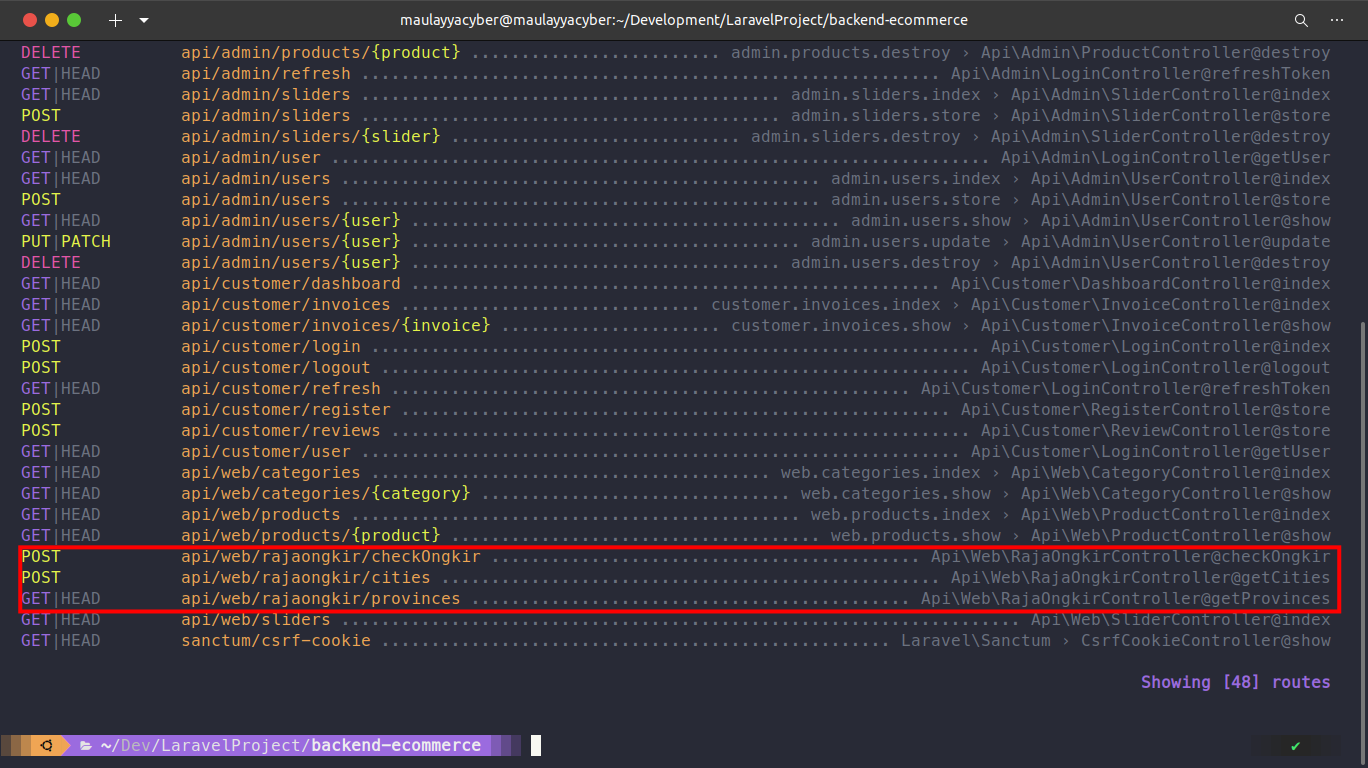 maulayyacyber@maulayyacyber:~/Development/LaravelProject/backend-ecommerce
DELETE api/admin/products/{product} ......................... admin.products.destroy › Api\Admin\ProductController@destroy
GET|HEAD api/admin/refresh .......................................................... Api\Admin\LoginController@refreshToken
GET|HEAD api/admin/sliders .......................................... admin.sliders.index › Api\Admin\SliderController@index
POST api/admin/sliders .......................................... admin.sliders.store › Api\Admin\SliderController@store
DELETE api/admin/sliders/{slider} ............................. admin.sliders.destroy › Api\Admin\SliderController@destroy
GET|HEAD api/admin/user .................................................................. Api\Admin\LoginController@getUser
GET|HEAD api/admin/users ................................................ admin.users.index › Api\Admin\UserController@index
POST api/admin/users ................................................ admin.users.store › Api\Admin\UserController@store
GET|HEAD api/admin/users/{user} ........................................... admin.users.show › Api\Admin\UserController@show
PUT|PATCH api/admin/users/{user} ....................................... admin.users.update › Api\Admin\UserController@update
DELETE api/admin/users/{user} ..................................... admin.users.destroy › Api\Admin\UserController@destroy
GET|HEAD api/customer/dashboard ..................................................... Api\Customer\DashboardController@index
GET|HEAD api/customer/invoices .............................. customer.invoices.index › Api\Customer\InvoiceController@index
GET|HEAD api/customer/invoices/{invoice} ...................... customer.invoices.show › Api\Customer\InvoiceController@show
POST api/customer/login ............................................................. Api\Customer\LoginController@index
POST api/customer/logout ........................................................... Api\Customer\LoginController@logout
GET|HEAD api/customer/refresh .................................................... Api\Customer\LoginController@refreshToken
POST api/customer/register ....................................................... Api\Customer\RegisterController@store
POST api/customer/reviews .......................................................... Api\Customer\ReviewController@store
GET|HEAD api/customer/user ............................................................ Api\Customer\LoginController@getUser
GET|HEAD api/web/categories ........................................ web.categories.index › Api\Web\CategoryController@index
GET|HEAD api/web/categories/{category} ............................... web.categories.show › Api\Web\CategoryController@show
GET|HEAD api/web/products ............................................. web.products.index › Api\Web\ProductController@index
GET|HEAD api/web/products/{product} ..................................... web.products.show › Api\Web\ProductController@show
POST api/web/rajaongkir/checkOngkir ............................................ Api\Web\RajaOngkirController@checkOngkir
POST api/web/rajaongkir/cities .................................................. Api\Web\RajaOngkirController@getCities
GET|HEAD api/web/rajaongkir/provinces ............................................ Api\Web\RajaOngkirController@getProvinces
GET|HEAD api/web/sliders .................................................................... Api\Web\SliderController@index
GET|HEAD sanctum/csrf-cookie ................................................... Laravel\Sanctum › CsrfCookieController@show
Showing [48] routes
~/Dev/LaravelProject/backend-ecommerce